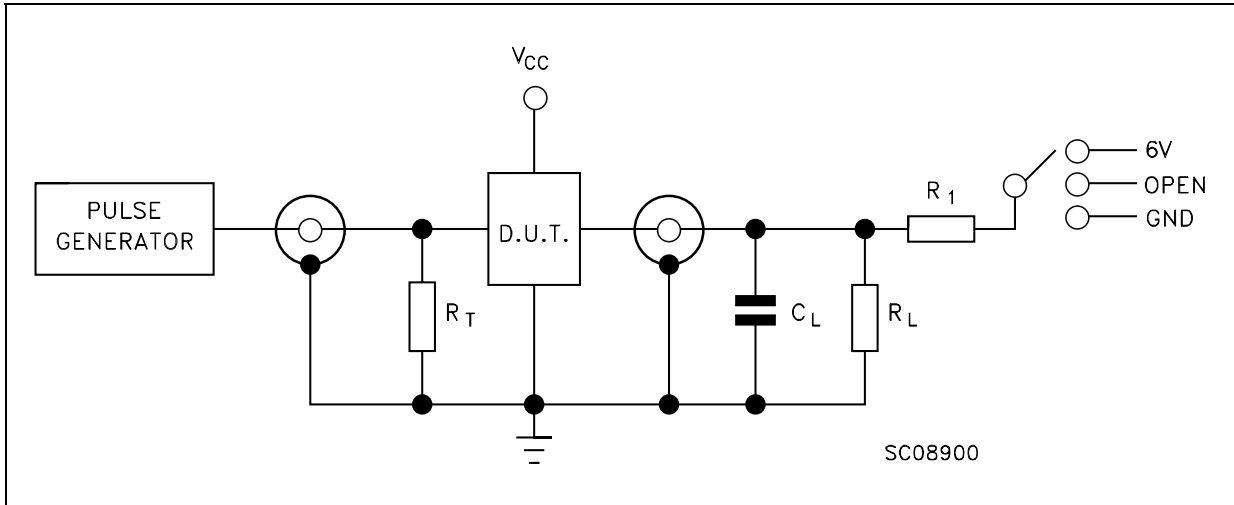 VCC
PULSE
GENERATOR
D.U.T.
RT
CL
RL
R1
6V
OPEN
GND
SC08900